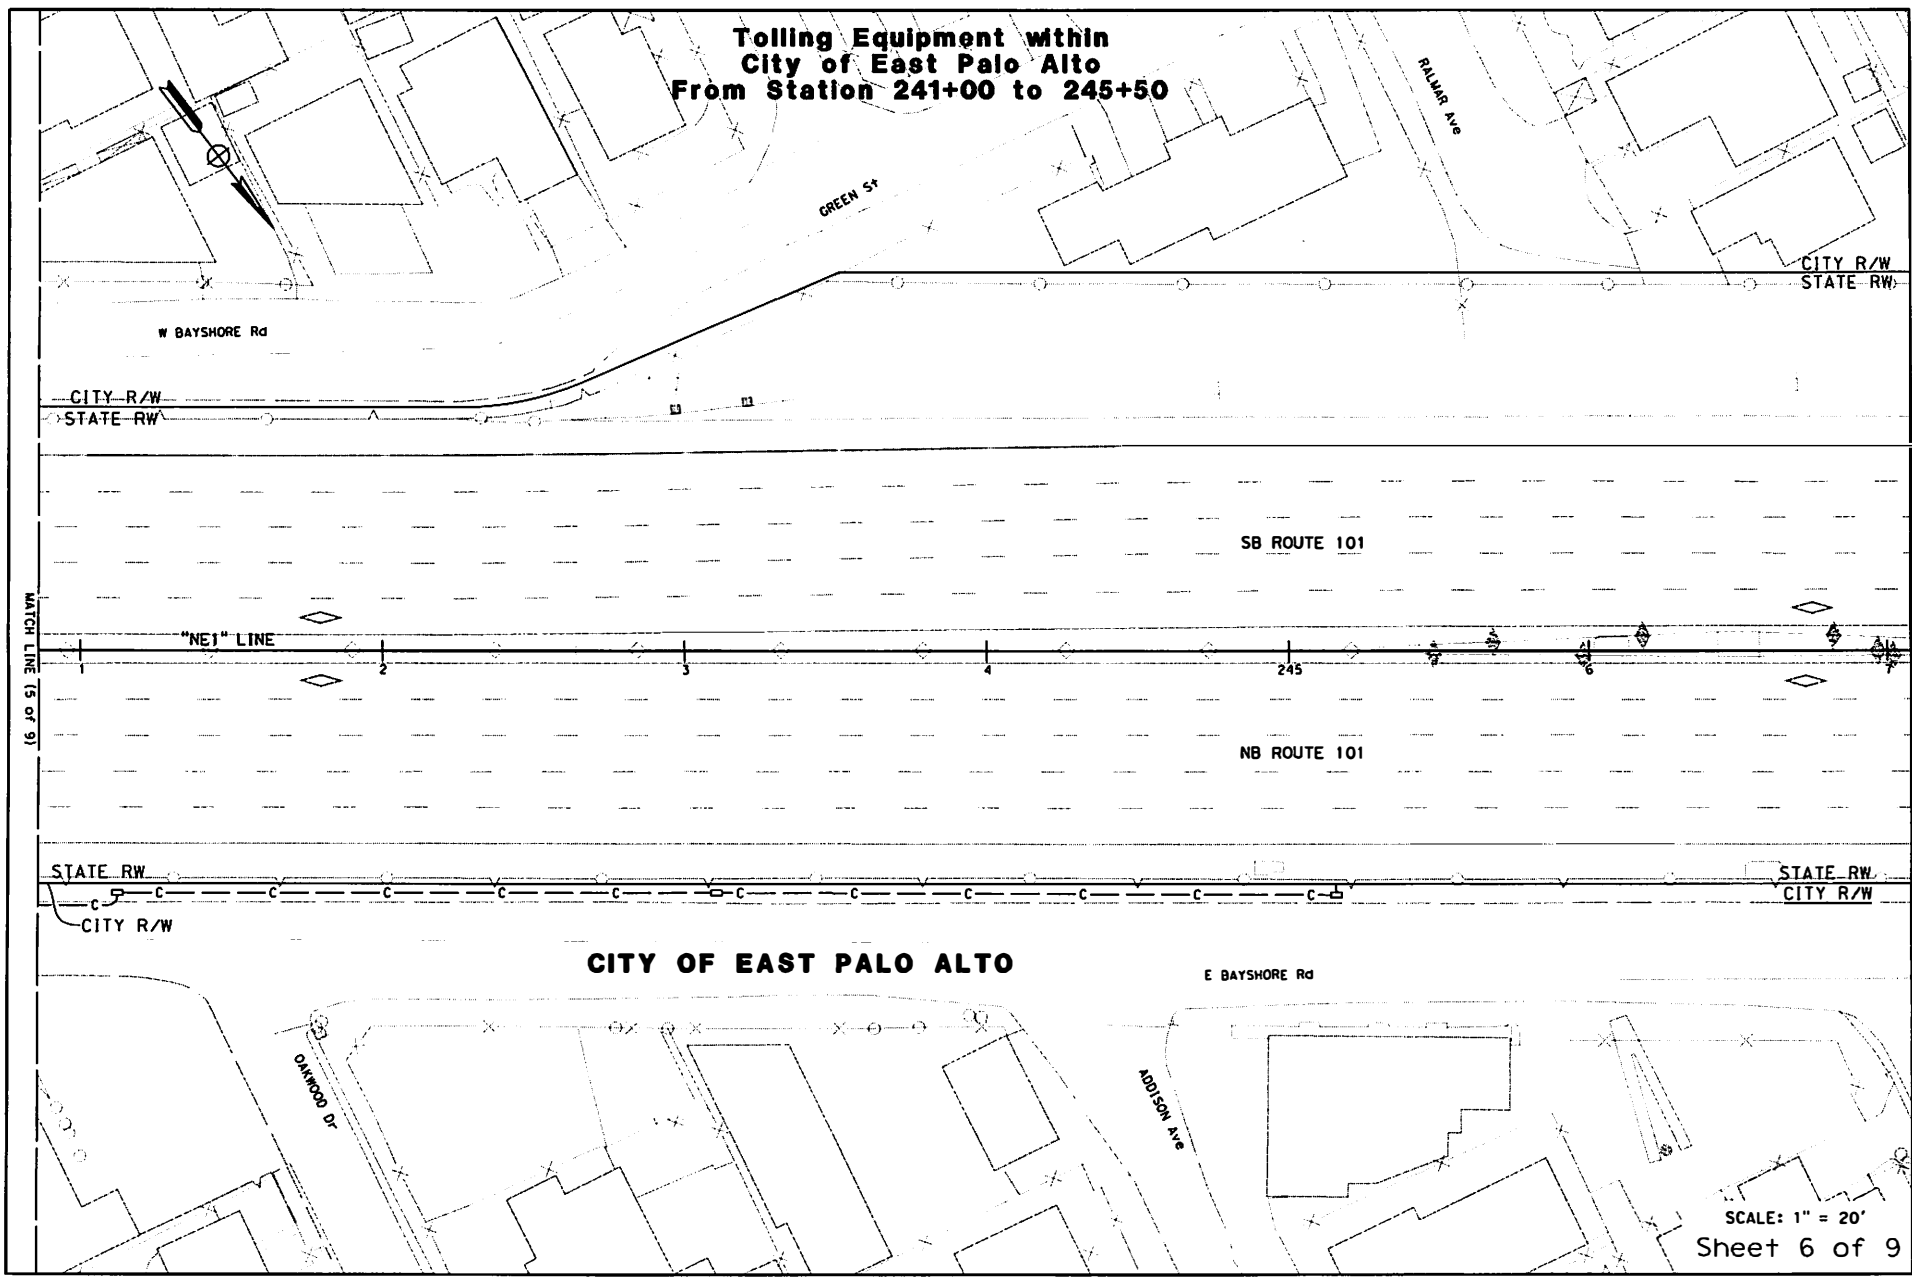 Tolling Equipment within
City of East Palo Alto
From Station 241+00 to 245+50
RALMAR Ave
GREEN St
CITY R/W
STATE RW
W BAYSHORE Rd
CITY R/W
STATE RW
SB ROUTE 101
MATCH LINE (5 of 9)
"NE1" LINE
1
2
3
4
245
6
7
NB ROUTE 101
STATE RW
STATE RW
C C C C C C C C C C C
CITY R/W
C
CITY R/W
CITY OF EAST PALO ALTO
E BAYSHORE Rd
OAKWOOD Dr
ADDISON Ave
SCALE: 1" = 20'
Sheet 6 of 9